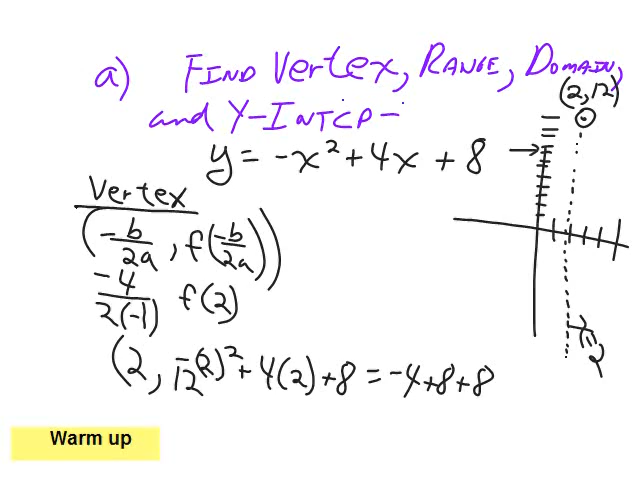 a) FIND Vertex, RANGE, DOMAIN,
and Y-INTCP-
(2,12)
y = -x² + 4x + 8
Vertex
(-b/2a, f(-b/2a))
-4/2(-1) f(2)
(2, 12 -(2)² + 4(2) + 8 = -4+8+8
Warm up